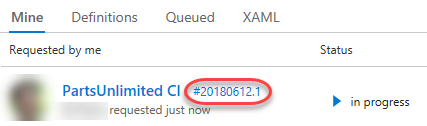 Mine Definitions Queued XAML
Requested by me Status
PartsUnlimited CI #20180612.1
in progress
requested just now